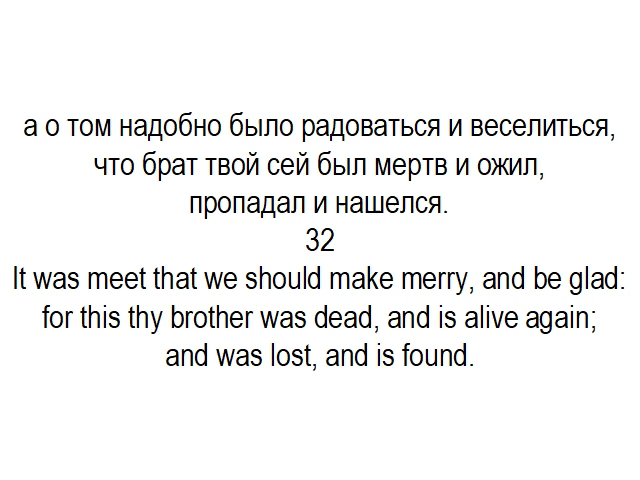 а о том надобно было радоваться и веселиться,
что брат твой сей был мертв и ожил,
пропадал и нашелся.
32
It was meet that we should make merry, and be glad:
for this thy brother was dead, and is alive again;
and was lost, and is found.